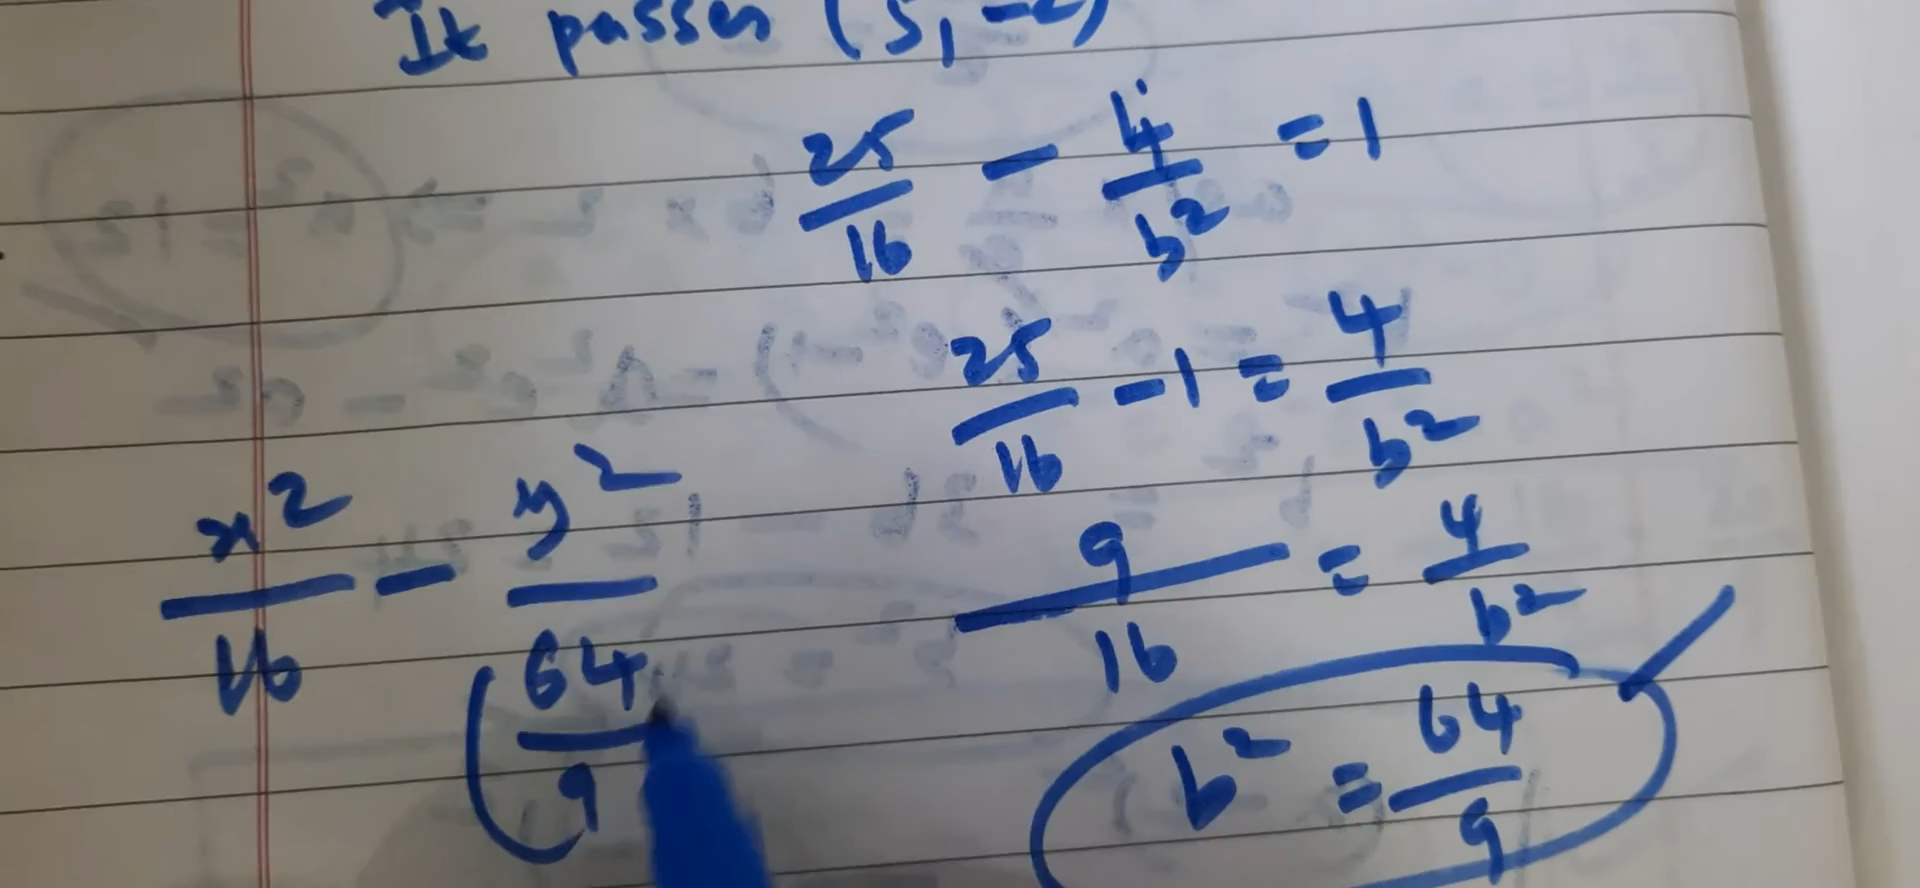 It passes (5, -2)
25/16 - 4/b² = 1
25/16 - 1 = 4/b²
9/16 = 4/b²
b² = 64/9
x²/16 - y²/(64/9